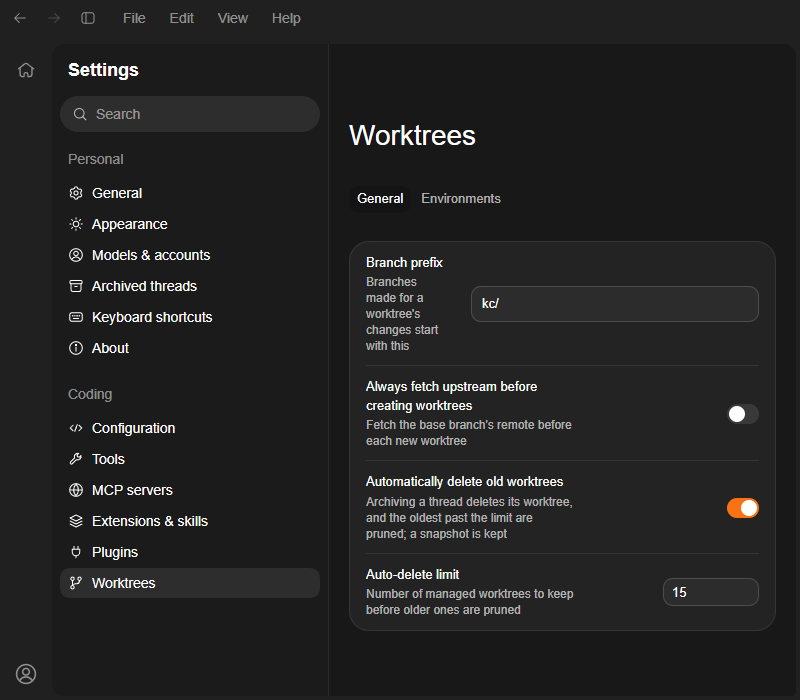 File Edit View Help
Settings
Search
Personal
General
Appearance
Models & accounts
Archived threads
Keyboard shortcuts
About
Coding
Configuration
Tools
MCP servers
Extensions & skills
Plugins
Worktrees
Worktrees
General Environments
Branch prefix
Branches
made for a
worktree's
changes start
with this
kc/
Always fetch upstream before
creating worktrees
Fetch the base branch's remote before
each new worktree
Automatically delete old worktrees
Archiving a thread deletes its worktree,
and the oldest past the limit are
pruned; a snapshot is kept
Auto-delete limit
Number of managed worktrees to keep
before older ones are pruned
15